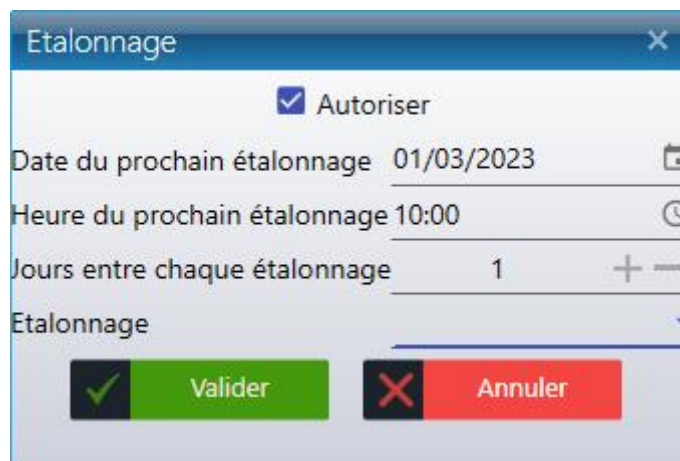 Etalonnage
Autoriser
Date du prochain étalonnage 01/03/2023
Heure du prochain étalonnage 10:00
Jours entre chaque étalonnage 1
Etalonnage
Valider Annuler